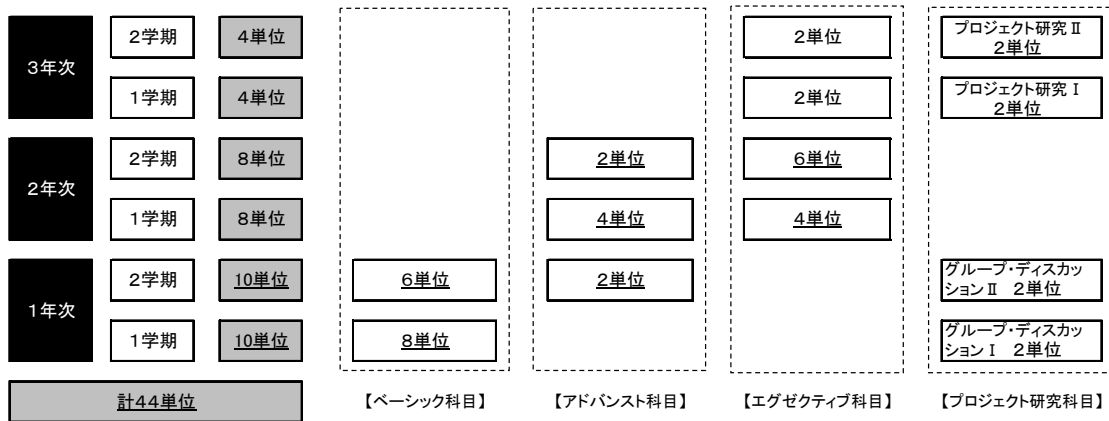 3年次
2学期
4単位
2単位
プロジェクト研究Ⅱ
2単位
1学期
4単位
2単位
プロジェクト研究Ⅰ
2単位
2年次
2学期
8単位
2単位
6単位
1学期
8単位
4単位
4単位
1年次
2学期
10単位
6単位
2単位
グループ・ディスカッ
ションⅡ 2単位
1学期
10単位
8単位
グループ・ディスカッ
ションⅠ 2単位
計44単位
【ベーシック科目】
【アドバンスト科目】
【エグゼクティブ科目】
【プロジェクト研究科目】